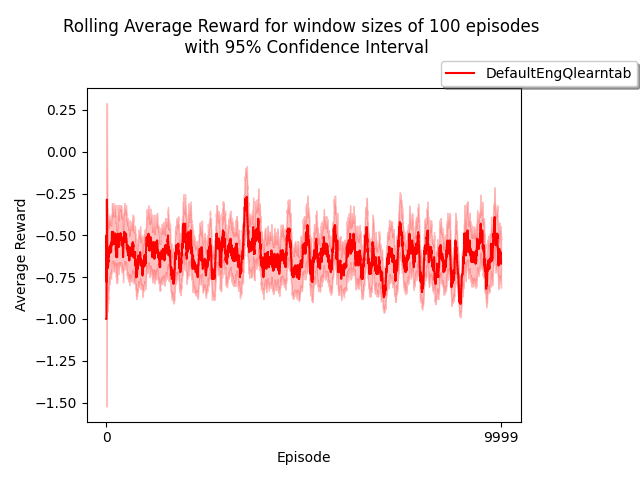 Rolling Average Reward for window sizes of 100 episodes
with 95% Confidence Interval
DefaultEngQlearntab
0.25
0.00
−0.25
−0.50
−0.75
−1.00
−1.25
−1.50
Average Reward
0
9999
Episode